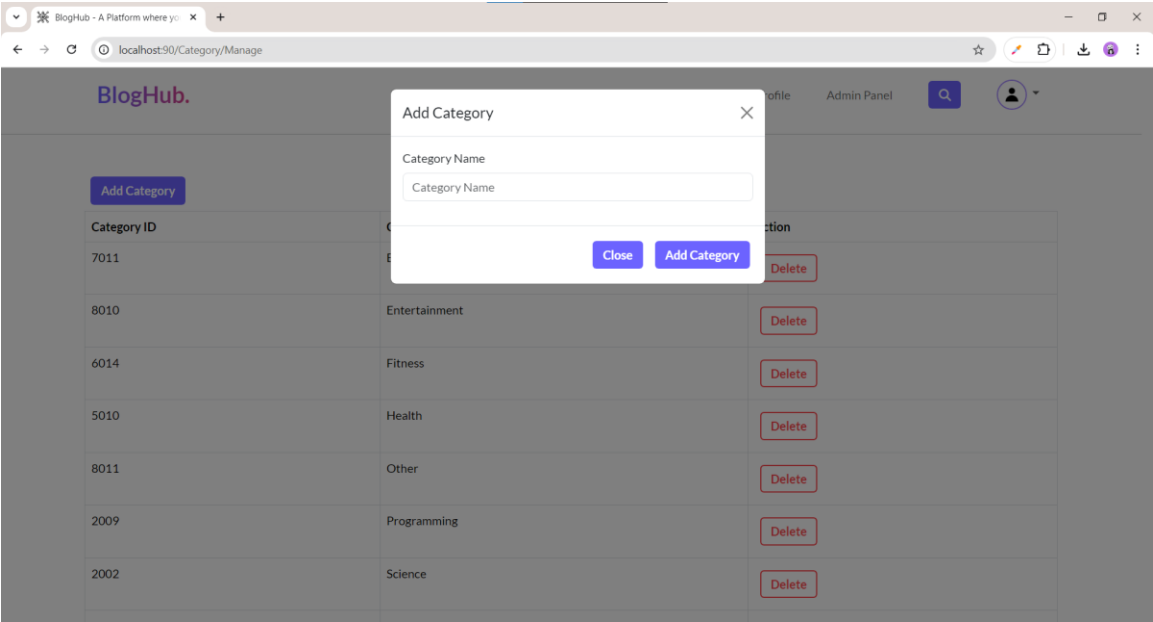 BlogHub - A Platform where yo
localhost:90/Category/Manage
BlogHub.
ofile Admin Panel
Add Category
Category Name
Category Name
Close Add Category
Add Category
Category ID C ction
7011 E Delete
8010 Entertainment Delete
6014 Fitness Delete
5010 Health Delete
8011 Other Delete
2009 Programming Delete
2002 Science Delete